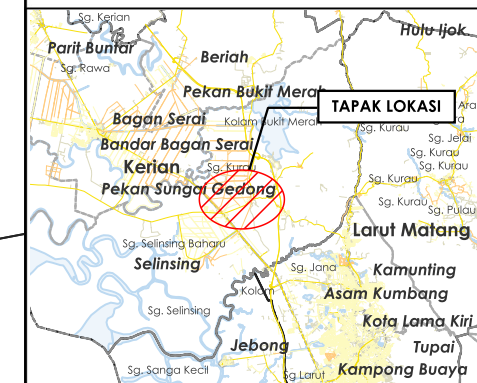 Sg. Kerian
Hulu Ijok
Parit Buntar
Beriah
Sg. Rawa
Pekan Bukit Merah
TAPAK LOKASI
Ara
Bagan Serai
Kolam Bukit Merah
Sg. Kurau
Sg. Jelai
Bandar Bagan Serai
Sg. Kurau
Kerian
Sg. Kurau
Sg. Kurau
Sg. Kurau
Pekan Sungai Gedong
Sg. Kurau
Sg. Pulau
Larut Matang
Sg. Selinsing Baharu
Selinsing
Sg. Jana
Kamunting
Kolam
Asam Kumbang
Sg. Selinsing
Kota Lama Kiri
Jebong
Tupai
Sg. Sanga Kecil
Sg Larut
Kampong Buaya